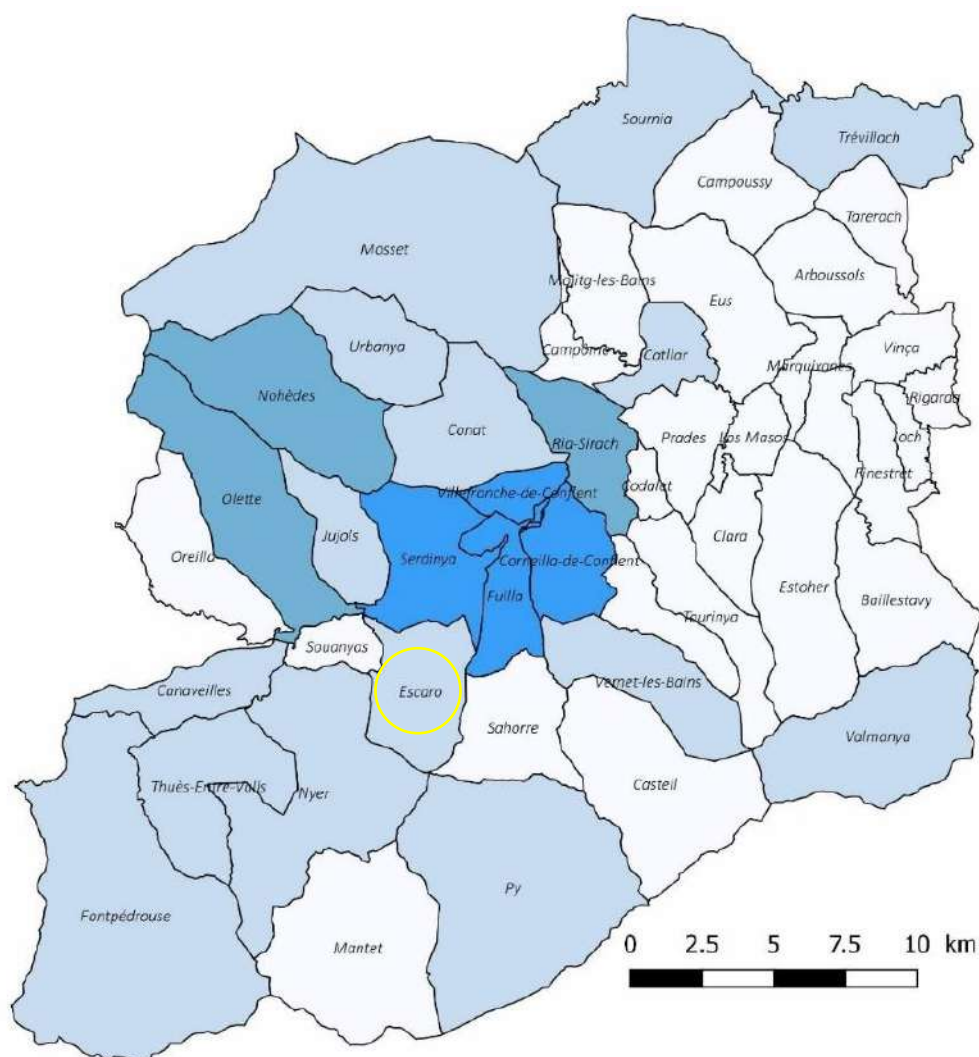 Sournia
Trévillach
Campoussy
Tarerach
Mosset
Arboussols
Molitg-les-Bains
Eus
Urbanya
Campôme
Catllar
Marquixanes
Vinça
Nohèdes
Rigarda
Conat
Ria-Sirach
Prades
Los Masos
Joch
Finestret
Codalet
Villefranche-de-Conflent
Olette
Jujols
Clara
Oreilla
Serdinya
Corneilla-de-Conflent
Estoher
Baillestavy
Fuilla
Taurinya
Souanyas
Canaveilles
Escaro
Vernet-les-Bains
Sahorre
Valmanya
Thuès-Entre-Valls
Nyer
Casteil
Py
Fontpédrouse
Mantet
0 2.5 5 7.5 10 km